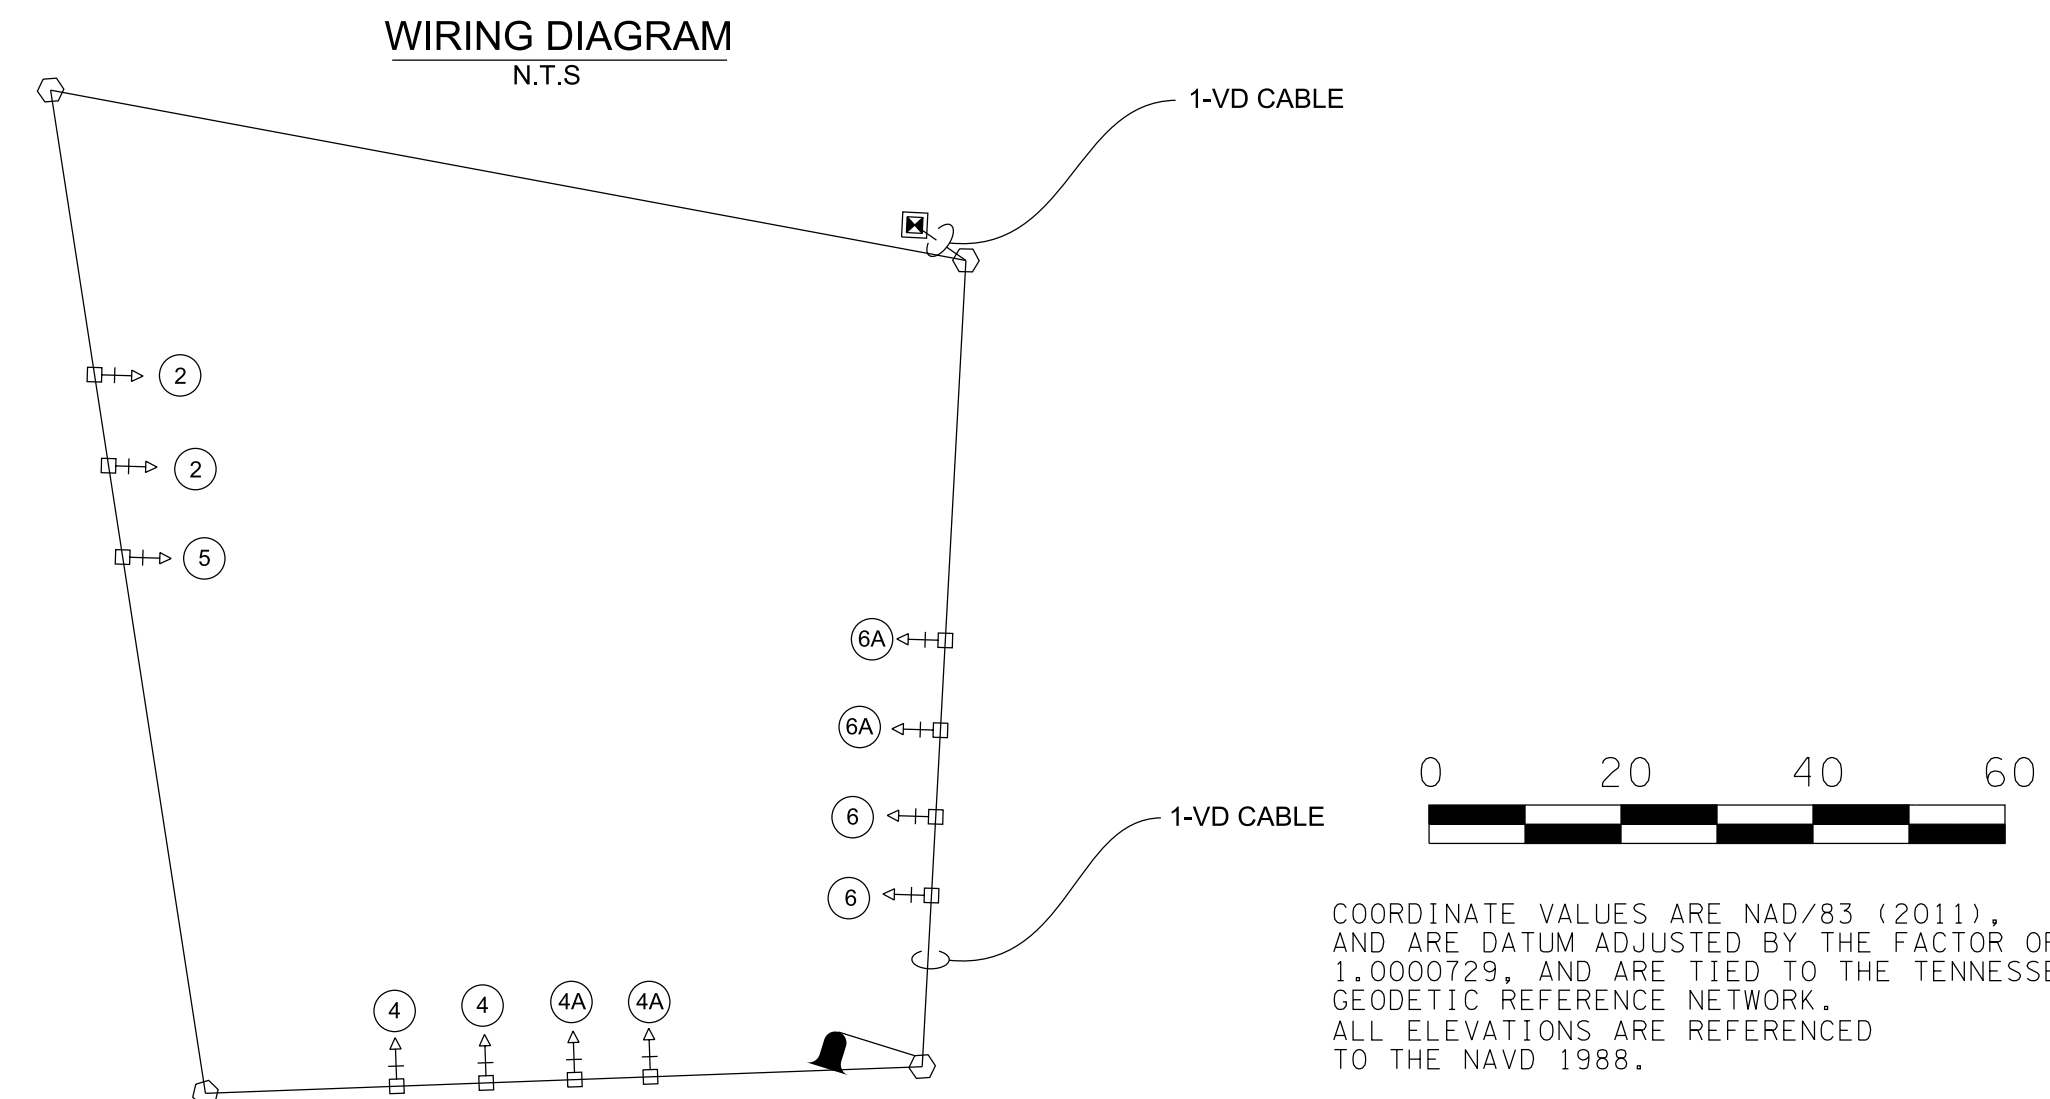 WIRING DIAGRAM
N.T.S
1-VD CABLE
2
2
5
6A
6A
6
6
1-VD CABLE
4
4
4A
4A
0 20 40 60
COORDINATE VALUES ARE NAD/83 (2011),
AND ARE DATUM ADJUSTED BY THE FACTOR OF
1.0000729, AND ARE TIED TO THE TENNESSE
GEODETIC REFERENCE NETWORK.
ALL ELEVATIONS ARE REFERENCED
TO THE NAVD 1988.